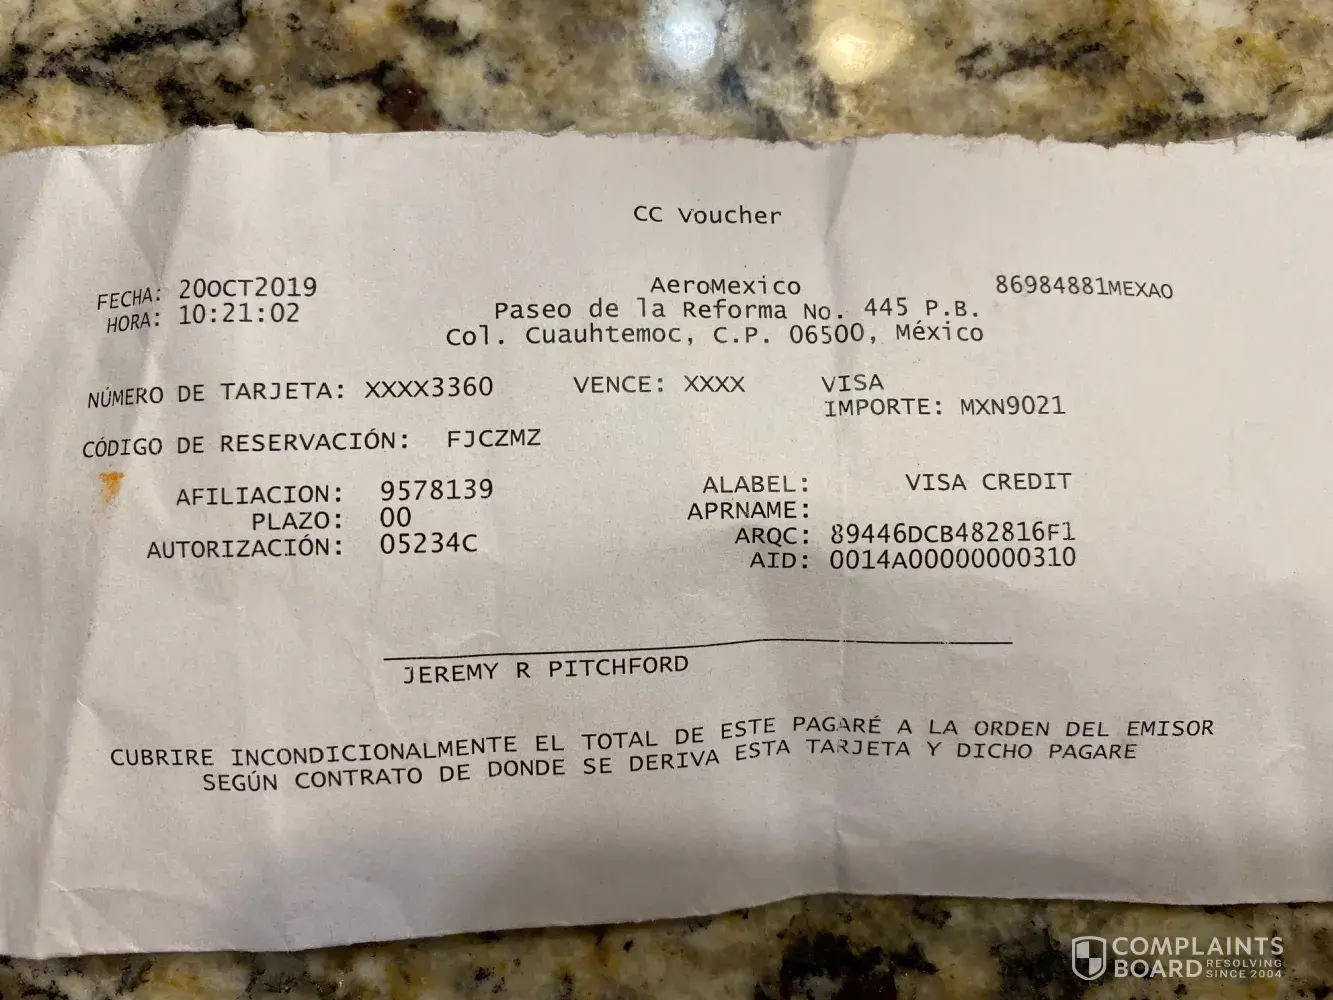 CC Voucher
FECHA: 20OCT2019 AeroMexico 86984881MEXAO
HORA: 10:21:02 Paseo de la Reforma No. 445 P.B.
Col. Cuauhtemoc, C.P. 06500, México
NÚMERO DE TARJETA: XXXX3360 VENCE: XXXX VISA
IMPORTE: MXN9021
CÓDIGO DE RESERVACIÓN: FJCZMZ
AFILIACION: 9578139 ALABEL: VISA CREDIT
PLAZO: 00 APRNAME:
AUTORIZACIÓN: 05234C ARQC: 89446DCB482816F1
AID: 0014A00000000310
JEREMY R PITCHFORD
CUBRIRE INCONDICIONALMENTE EL TOTAL DE ESTE PAGARÉ A LA ORDEN DEL EMISOR
SEGÚN CONTRATO DE DONDE SE DERIVA ESTA TARJETA Y DICHO PAGARE
COMPLAINTS
BOARD RESOLVING
SINCE 2004